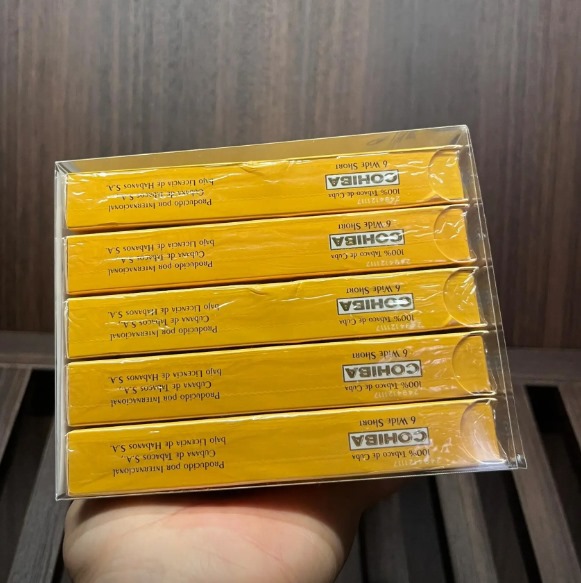 100% Tabaco de Cuba
COHIBA
6 Wide Short
Producido por Internacional
Cubana de Tabacos S.A.,
bajo Licencia de Habanos S.A.
100% Tabaco de Cuba
COHIBA
6 Wide Short
Producido por Internacional
Cubana de Tabacos S.A.,
bajo Licencia de Habanos S.A.
100% Tabaco de Cuba
COHIBA
6 Wide Short
Producido por Internacional
Cubana de Tabacos S.A.,
bajo Licencia de Habanos S.A.
100% Tabaco de Cuba
COHIBA
6 Wide Short
Producido por Internacional
Cubana de Tabacos S.A.,
bajo Licencia de Habanos S.A.
100% Tabaco de Cuba
COHIBA
6 Wide Short
Producido por Internacional
Cubana de Tabacos S.A.,
bajo Licencia de Habanos S.A.